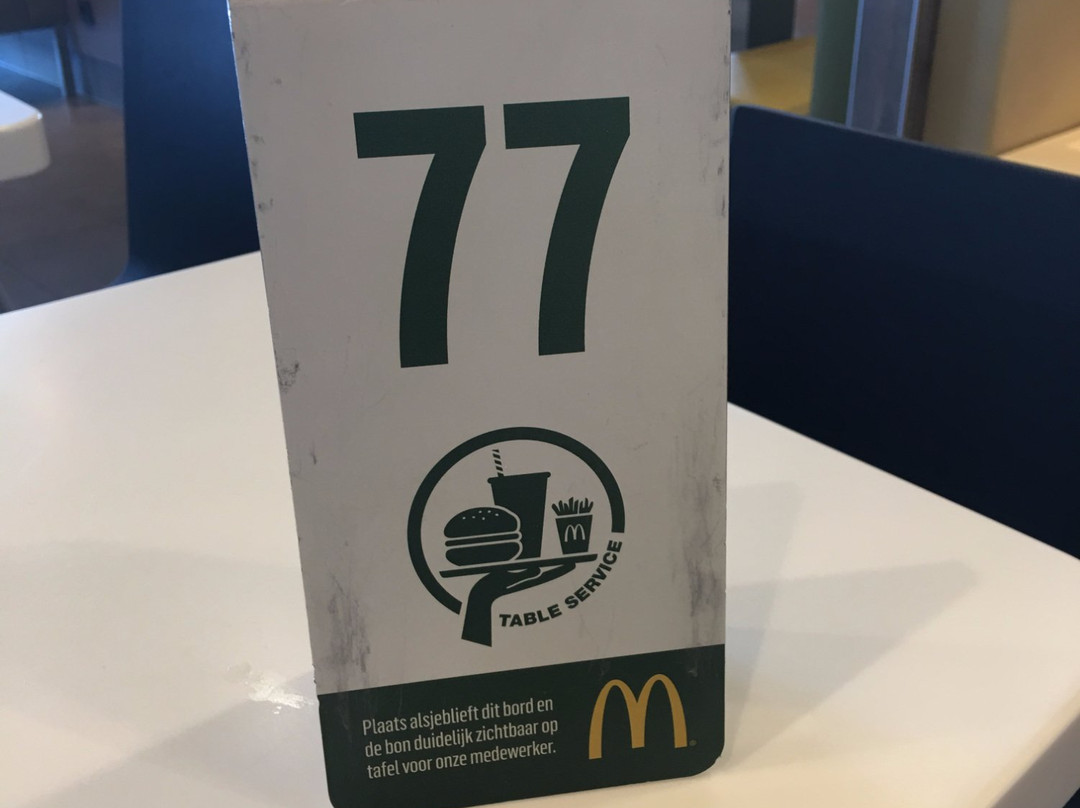 77
TABLE SERVICE
Plaats alsjeblieft dit bord en
de bon duidelijk zichtbaar op
tafel voor onze medewerker.